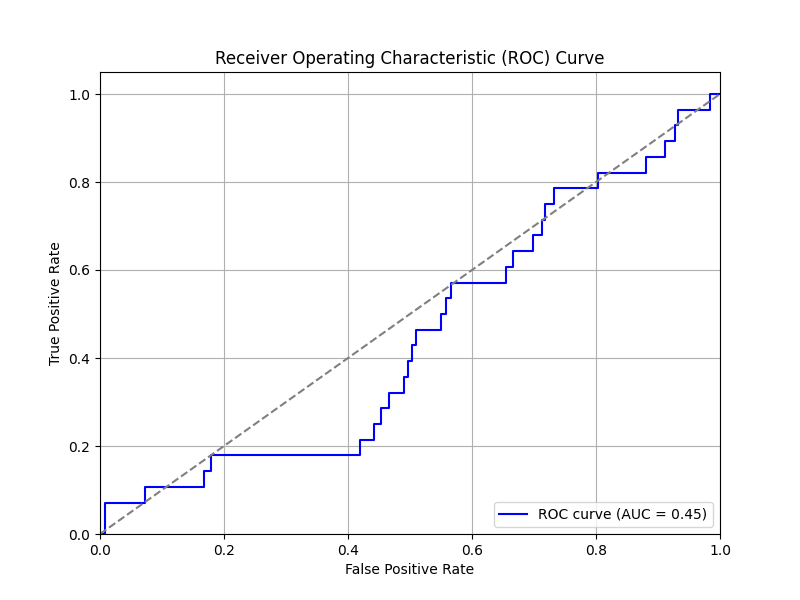 Receiver Operating Characteristic (ROC) Curve
1.0
0.8
0.6
0.4
0.2
0.0
True Positive Rate
ROC curve (AUC = 0.45)
0.0 0.2 0.4 0.6 0.8 1.0
False Positive Rate